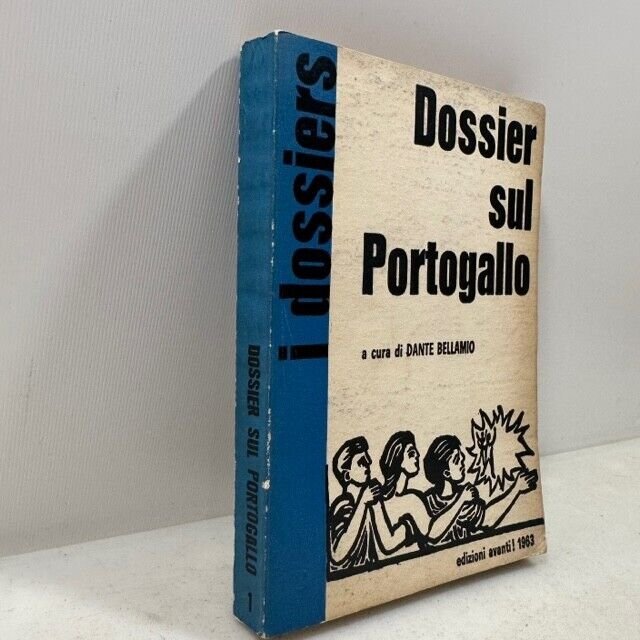 DOSSIER SUL PORTOGALLO 1
i dossiers
Dossier
sul
Portogallo
a cura di DANTE BELLAMIO
edizioni avanti! 1963